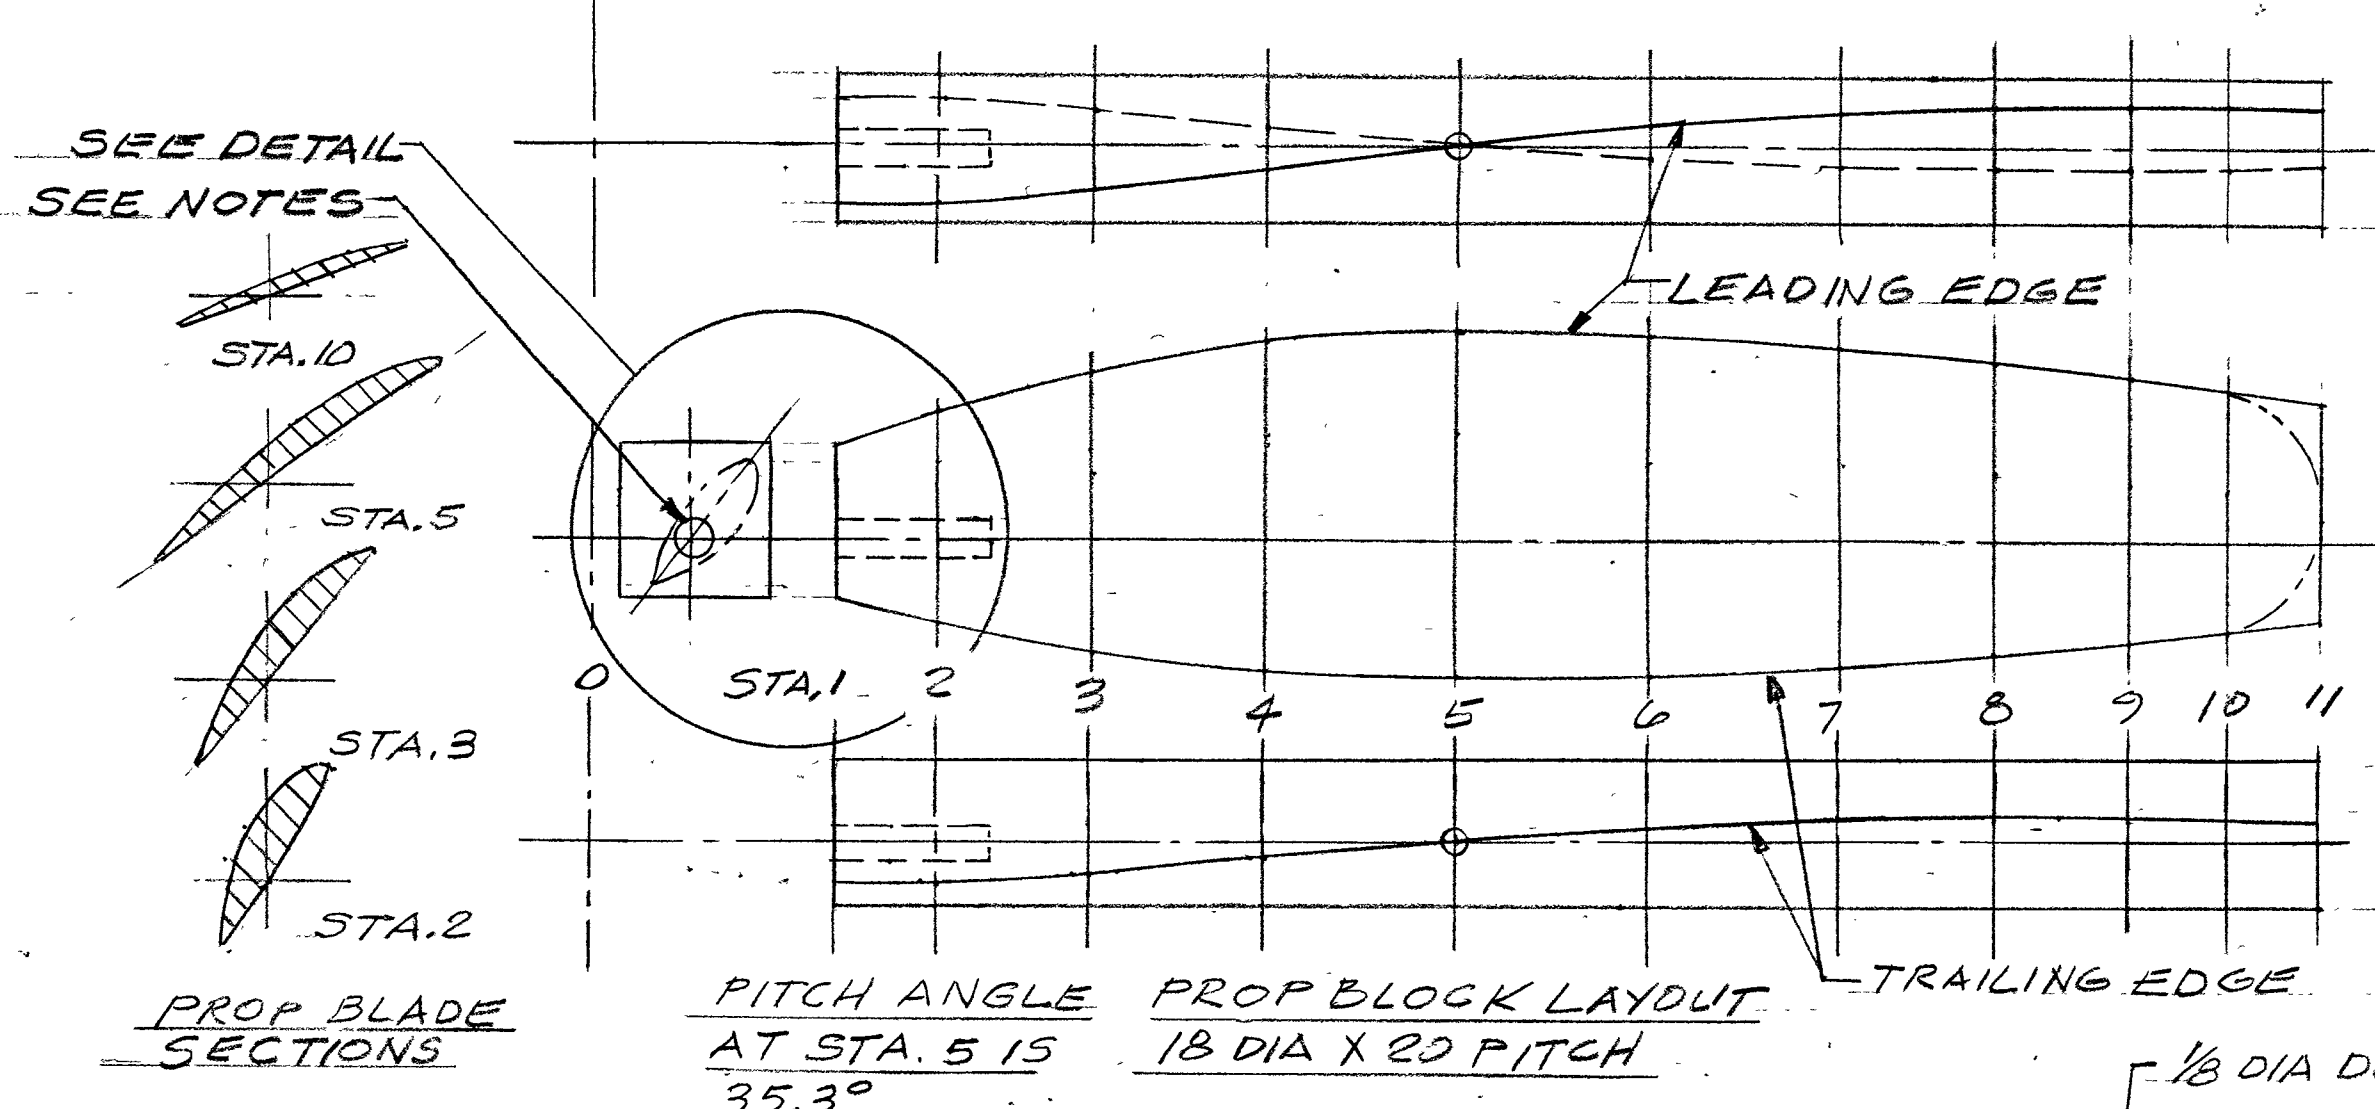 SEE DETAIL
SEE NOTES
LEADING EDGE
STA.10
STA.5
STA.3
STA.2
0 STA,1 2 3 4 5 6 7 8 9 10 11
TRAILING EDGE
PROP BLADE
SECTIONS
PITCH ANGLE
AT STA. 5 IS
35.3°
PROP BLOCK LAYOUT
18 DIA X 20 PITCH
1/8 DIA